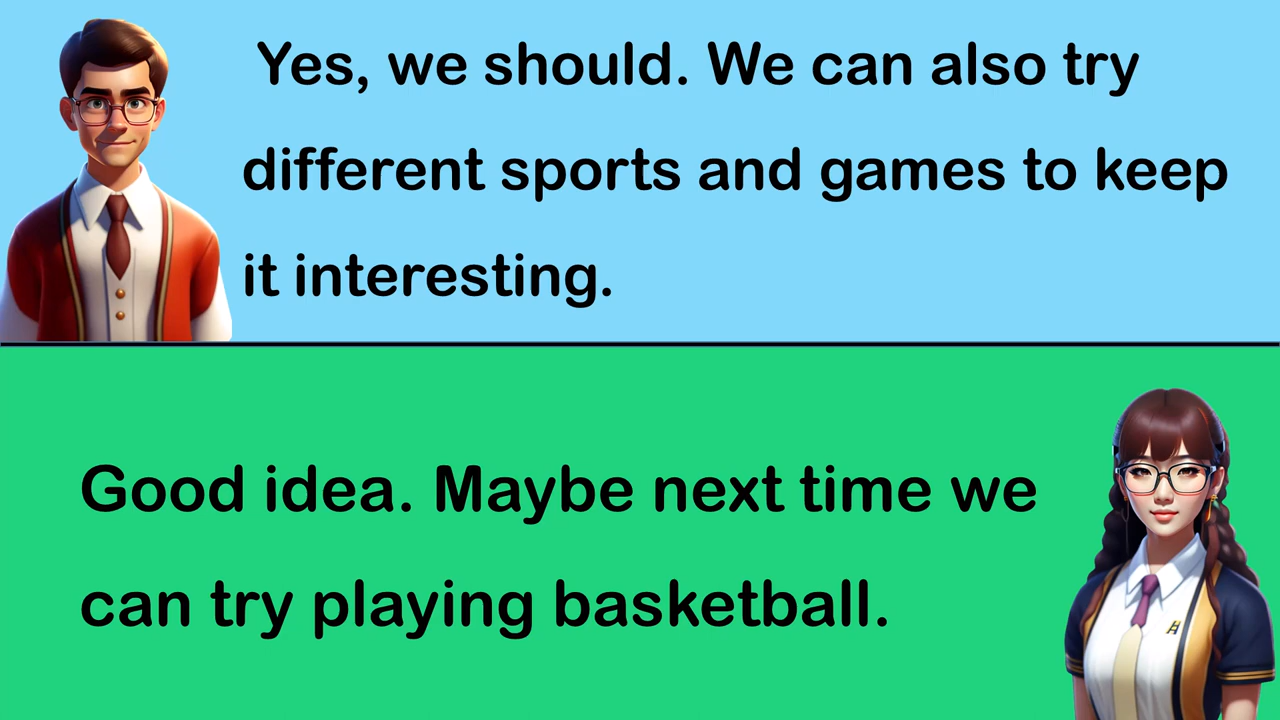 Yes, we should. We can also try
different sports and games to keep
it interesting.
Good idea. Maybe next time we
can try playing basketball.